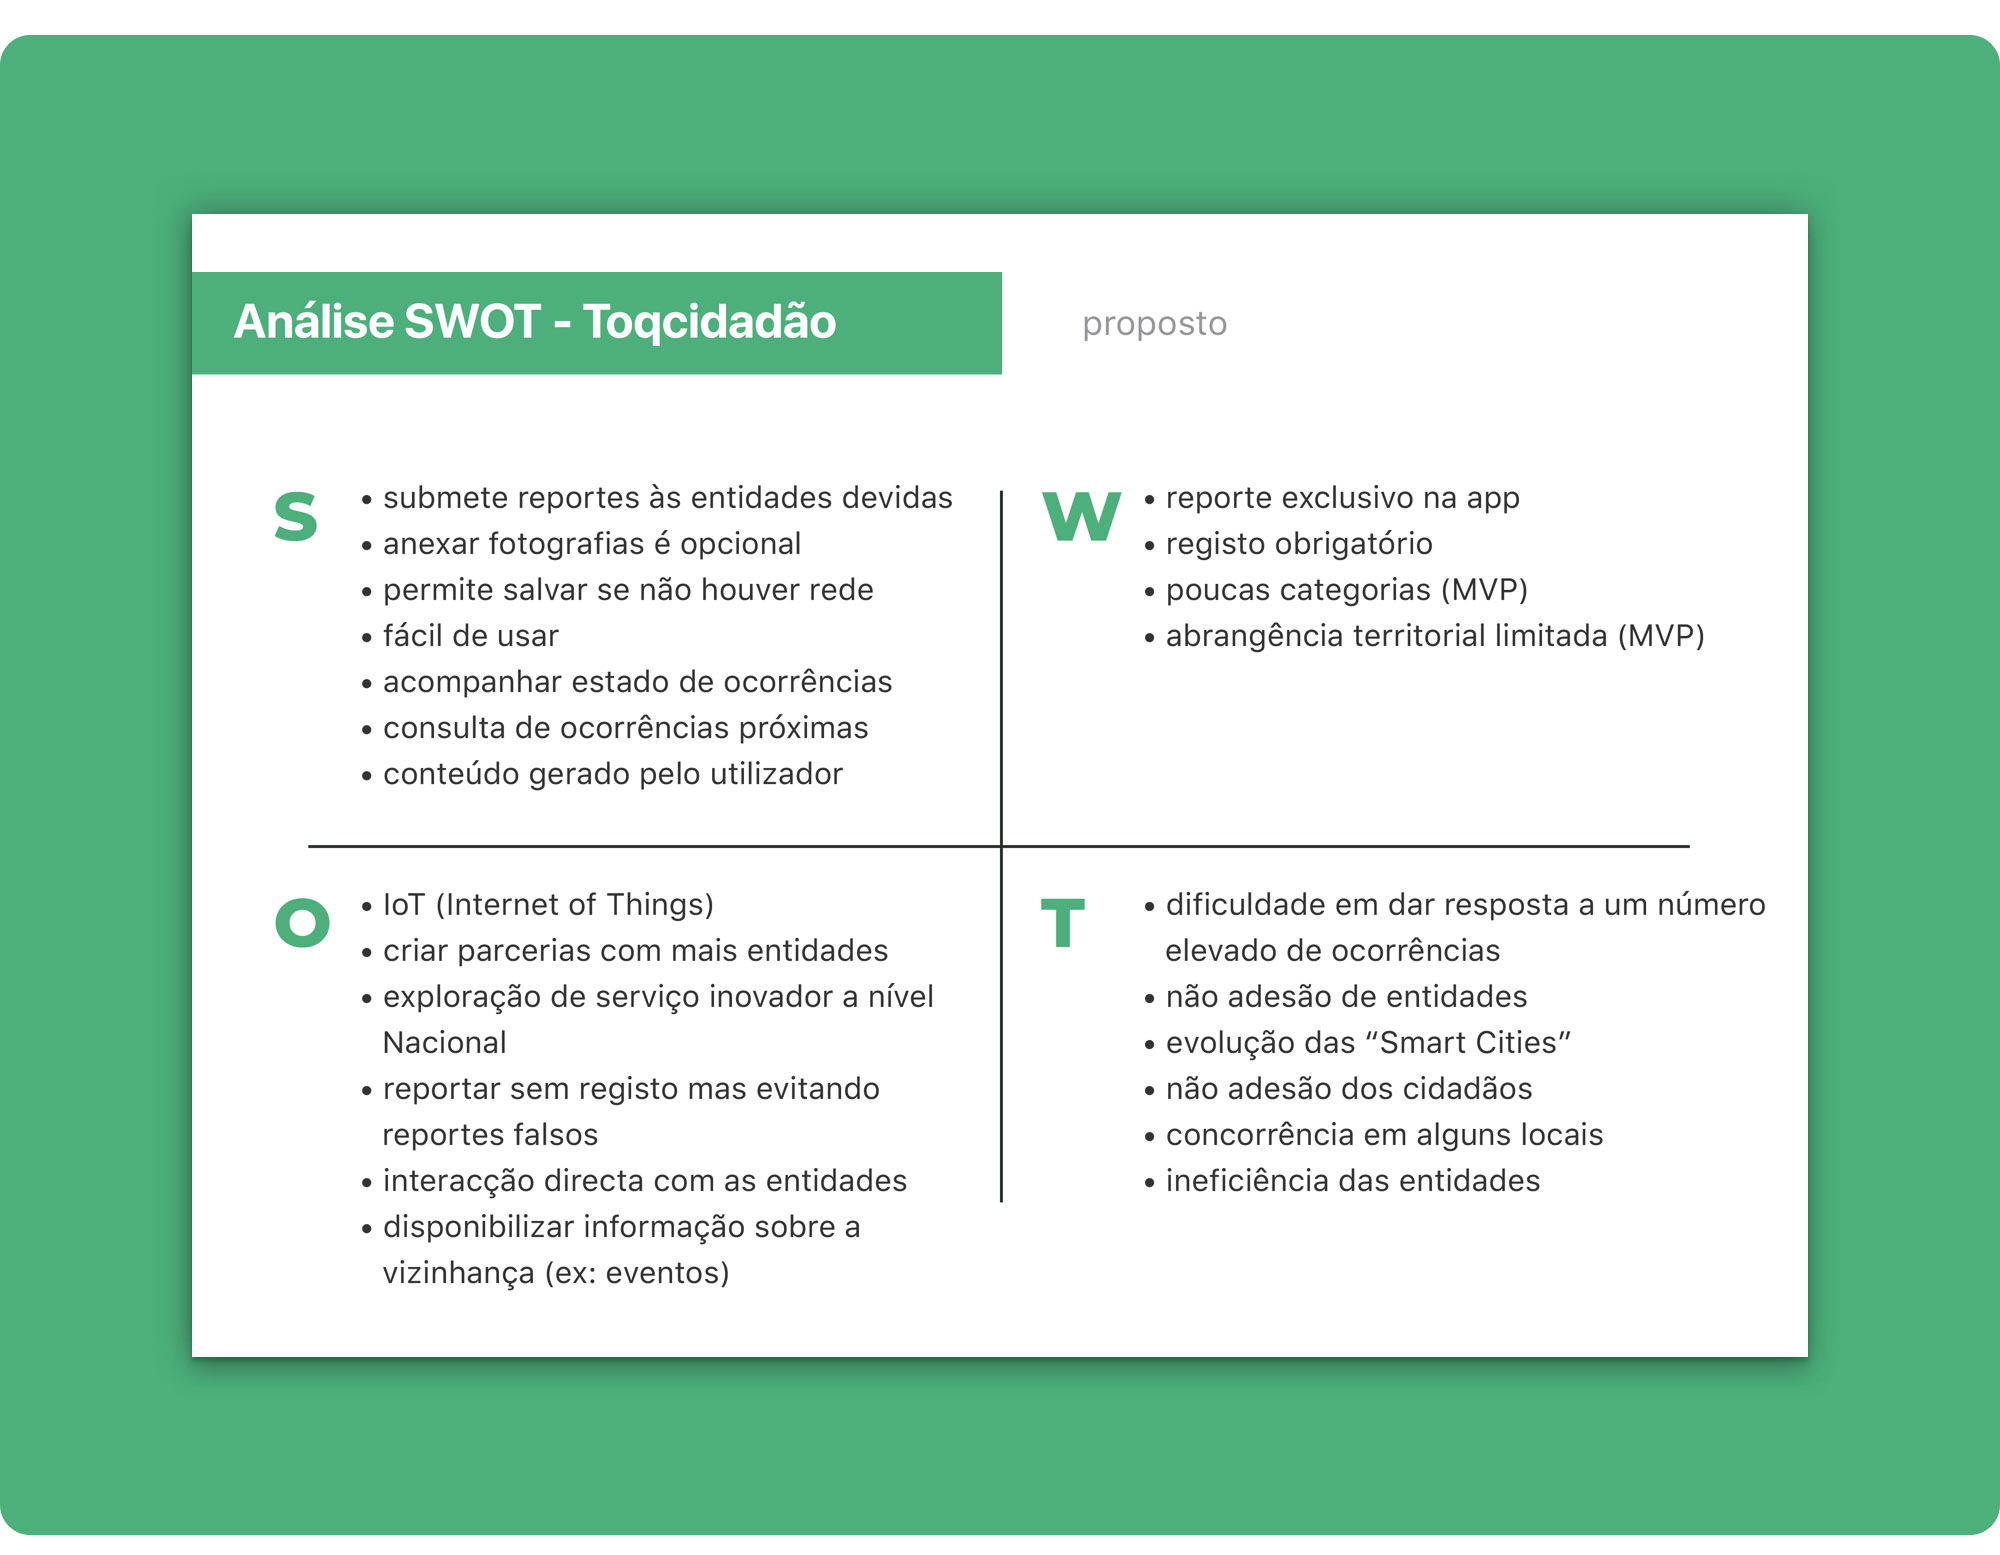 Análise SWOT - Toqcidadão
proposto
S
• submete reportes às entidades devidas
• anexar fotografias é opcional
• permite salvar se não houver rede
• fácil de usar
• acompanhar estado de ocorrências
• consulta de ocorrências próximas
• conteúdo gerado pelo utilizador
W
• reporte exclusivo na app
• registo obrigatório
• poucas categorias (MVP)
• abrangência territorial limitada (MVP)
O
• IoT (Internet of Things)
• criar parcerias com mais entidades
• exploração de serviço inovador a nível
Nacional
• reportar sem registo mas evitando
reportes falsos
• interacção directa com as entidades
• disponibilizar informação sobre a
vizinhança (ex: eventos)
T
• dificuldade em dar resposta a um número
elevado de ocorrências
• não adesão de entidades
• evolução das “Smart Cities”
• não adesão dos cidadãos
• concorrência em alguns locais
• ineficiência das entidades